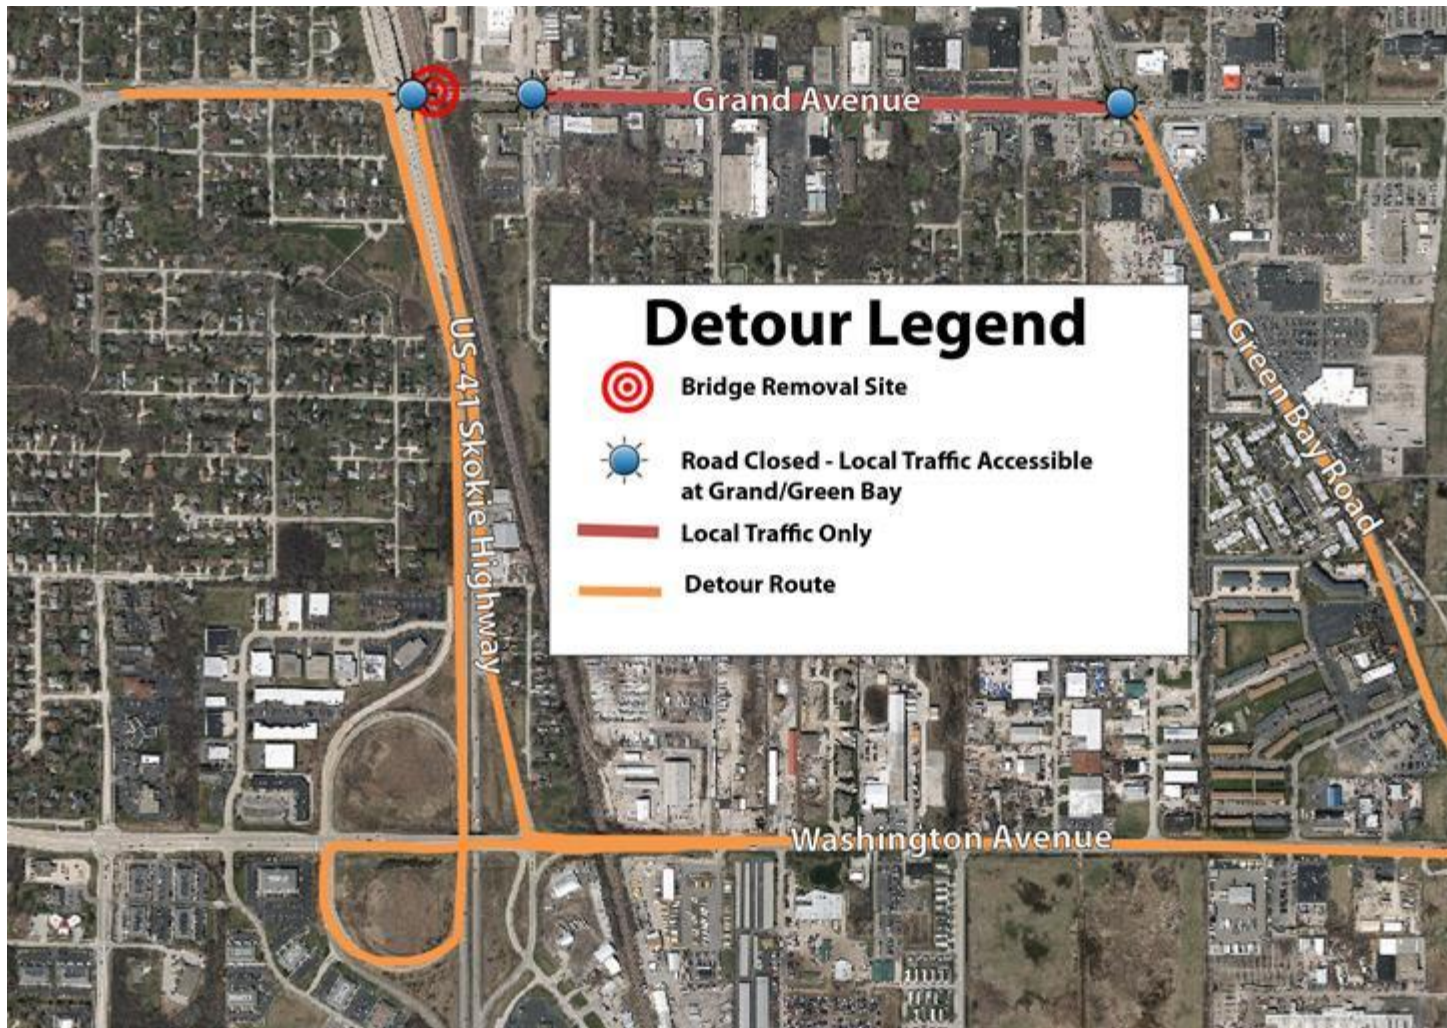 Grand Avenue
Detour Legend
Bridge Removal Site
Road Closed - Local Traffic Accessible
at Grand/Green Bay
Local Traffic Only
Detour Route
US-41 Skokie Highway
Green Bay Road
Washington Avenue